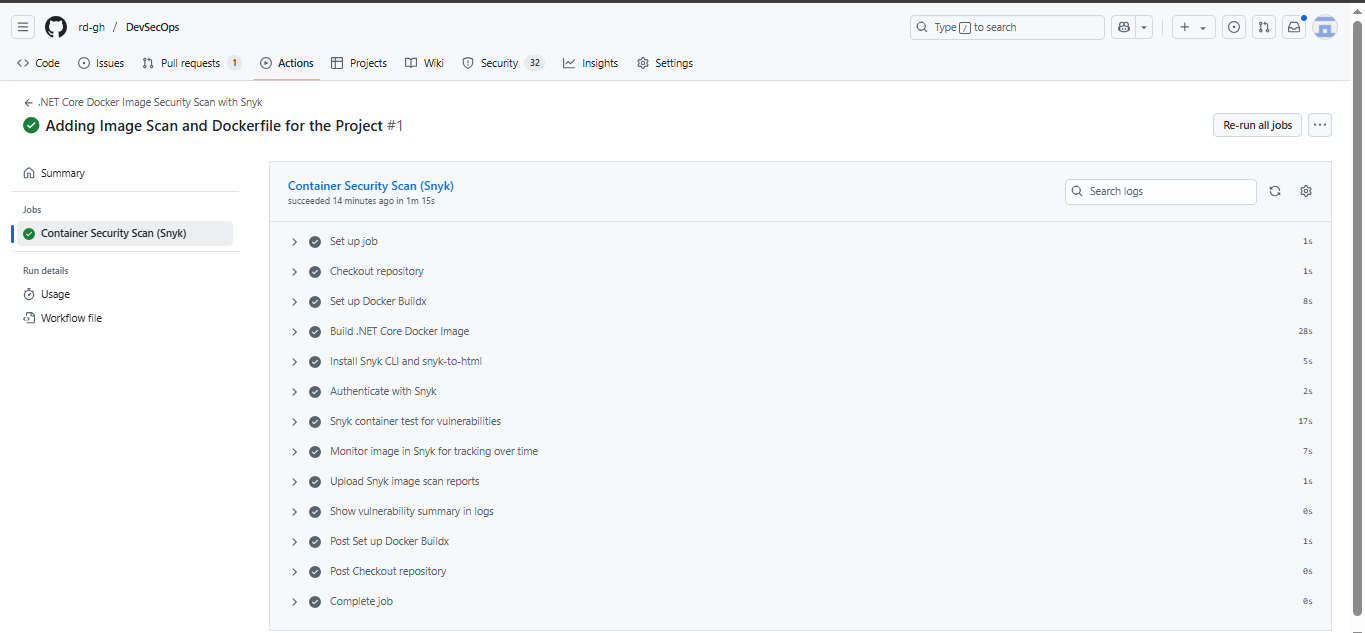 rd-gh / DevSecOps
Type / to search
Code Issues Pull requests 1 Actions Projects Wiki Security 32 Insights Settings
← .NET Core Docker Image Security Scan with Snyk
Adding Image Scan and Dockerfile for the Project #1
Re-run all jobs
Summary
Jobs
Container Security Scan (Snyk)
Run details
Usage
Workflow file
Container Security Scan (Snyk)
succeeded 14 minutes ago in 1m 15s
Search logs
Set up job 1s
Checkout repository 1s
Set up Docker Buildx 8s
Build .NET Core Docker Image 28s
Install Snyk CLI and snyk-to-html 5s
Authenticate with Snyk 2s
Snyk container test for vulnerabilities 17s
Monitor image in Snyk for tracking over time 7s
Upload Snyk image scan reports 1s
Show vulnerability summary in logs 0s
Post Set up Docker Buildx 1s
Post Checkout repository 0s
Complete job 0s